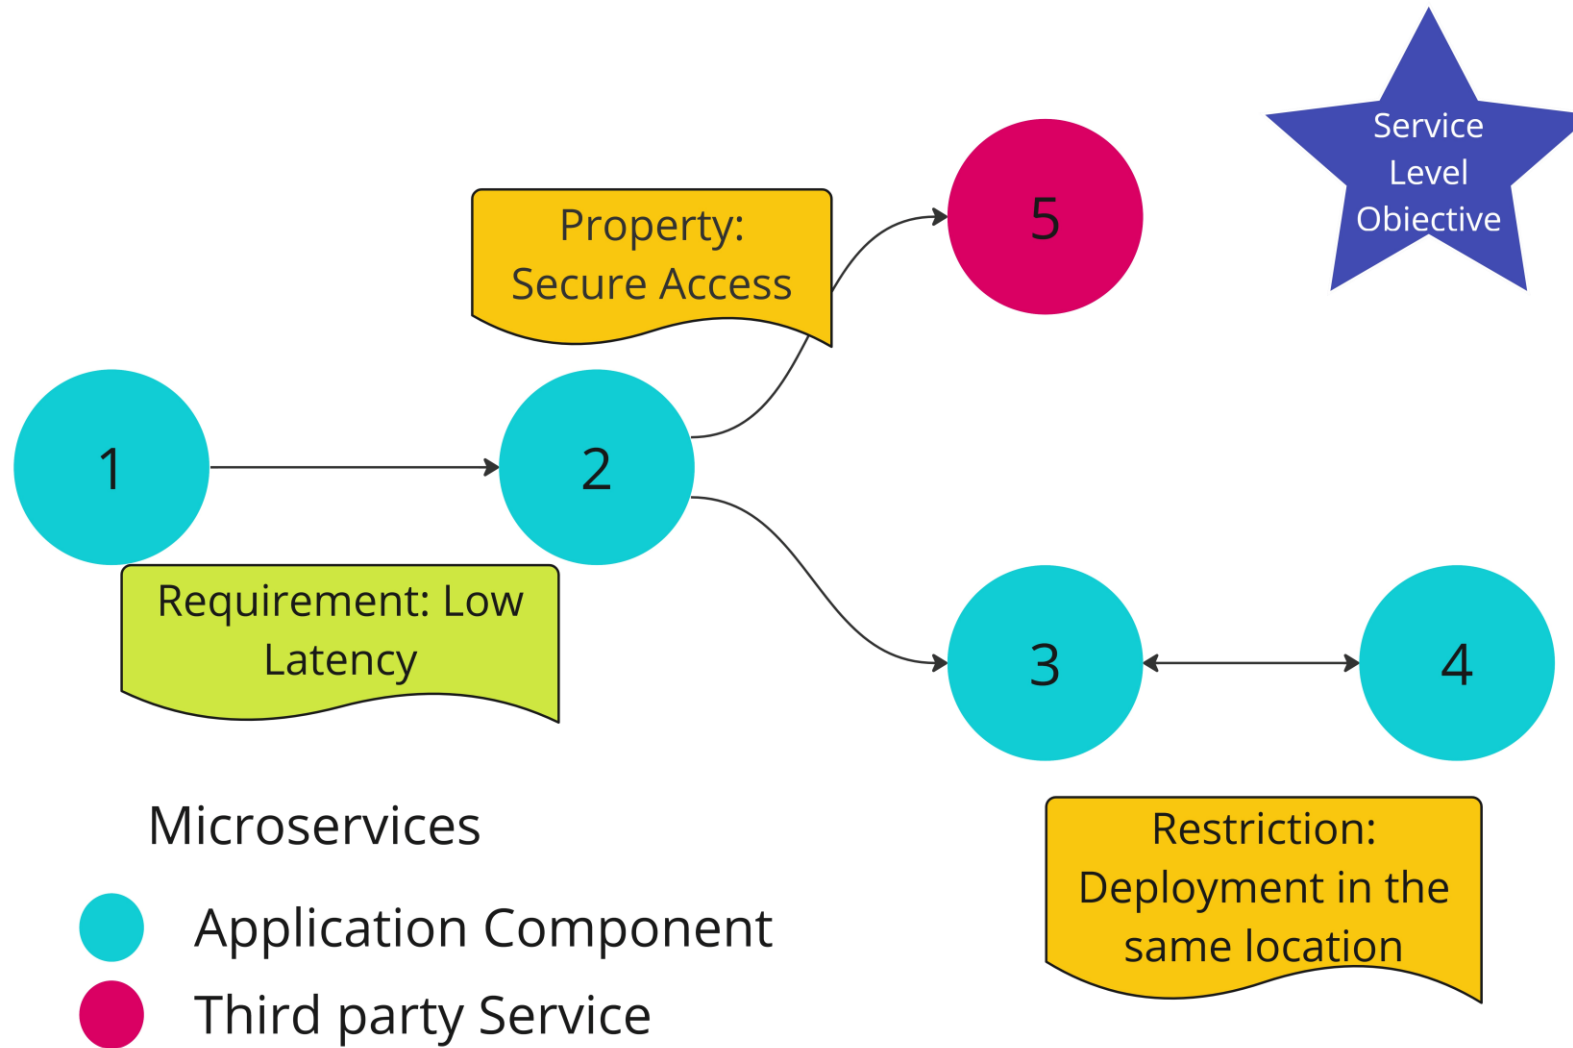 Service
Level
Objective
5
Property:
Secure Access
1
2
Requirement: Low
Latency
3
4
Microservices
Application Component
Third party Service
Restriction:
Deployment in the
same location